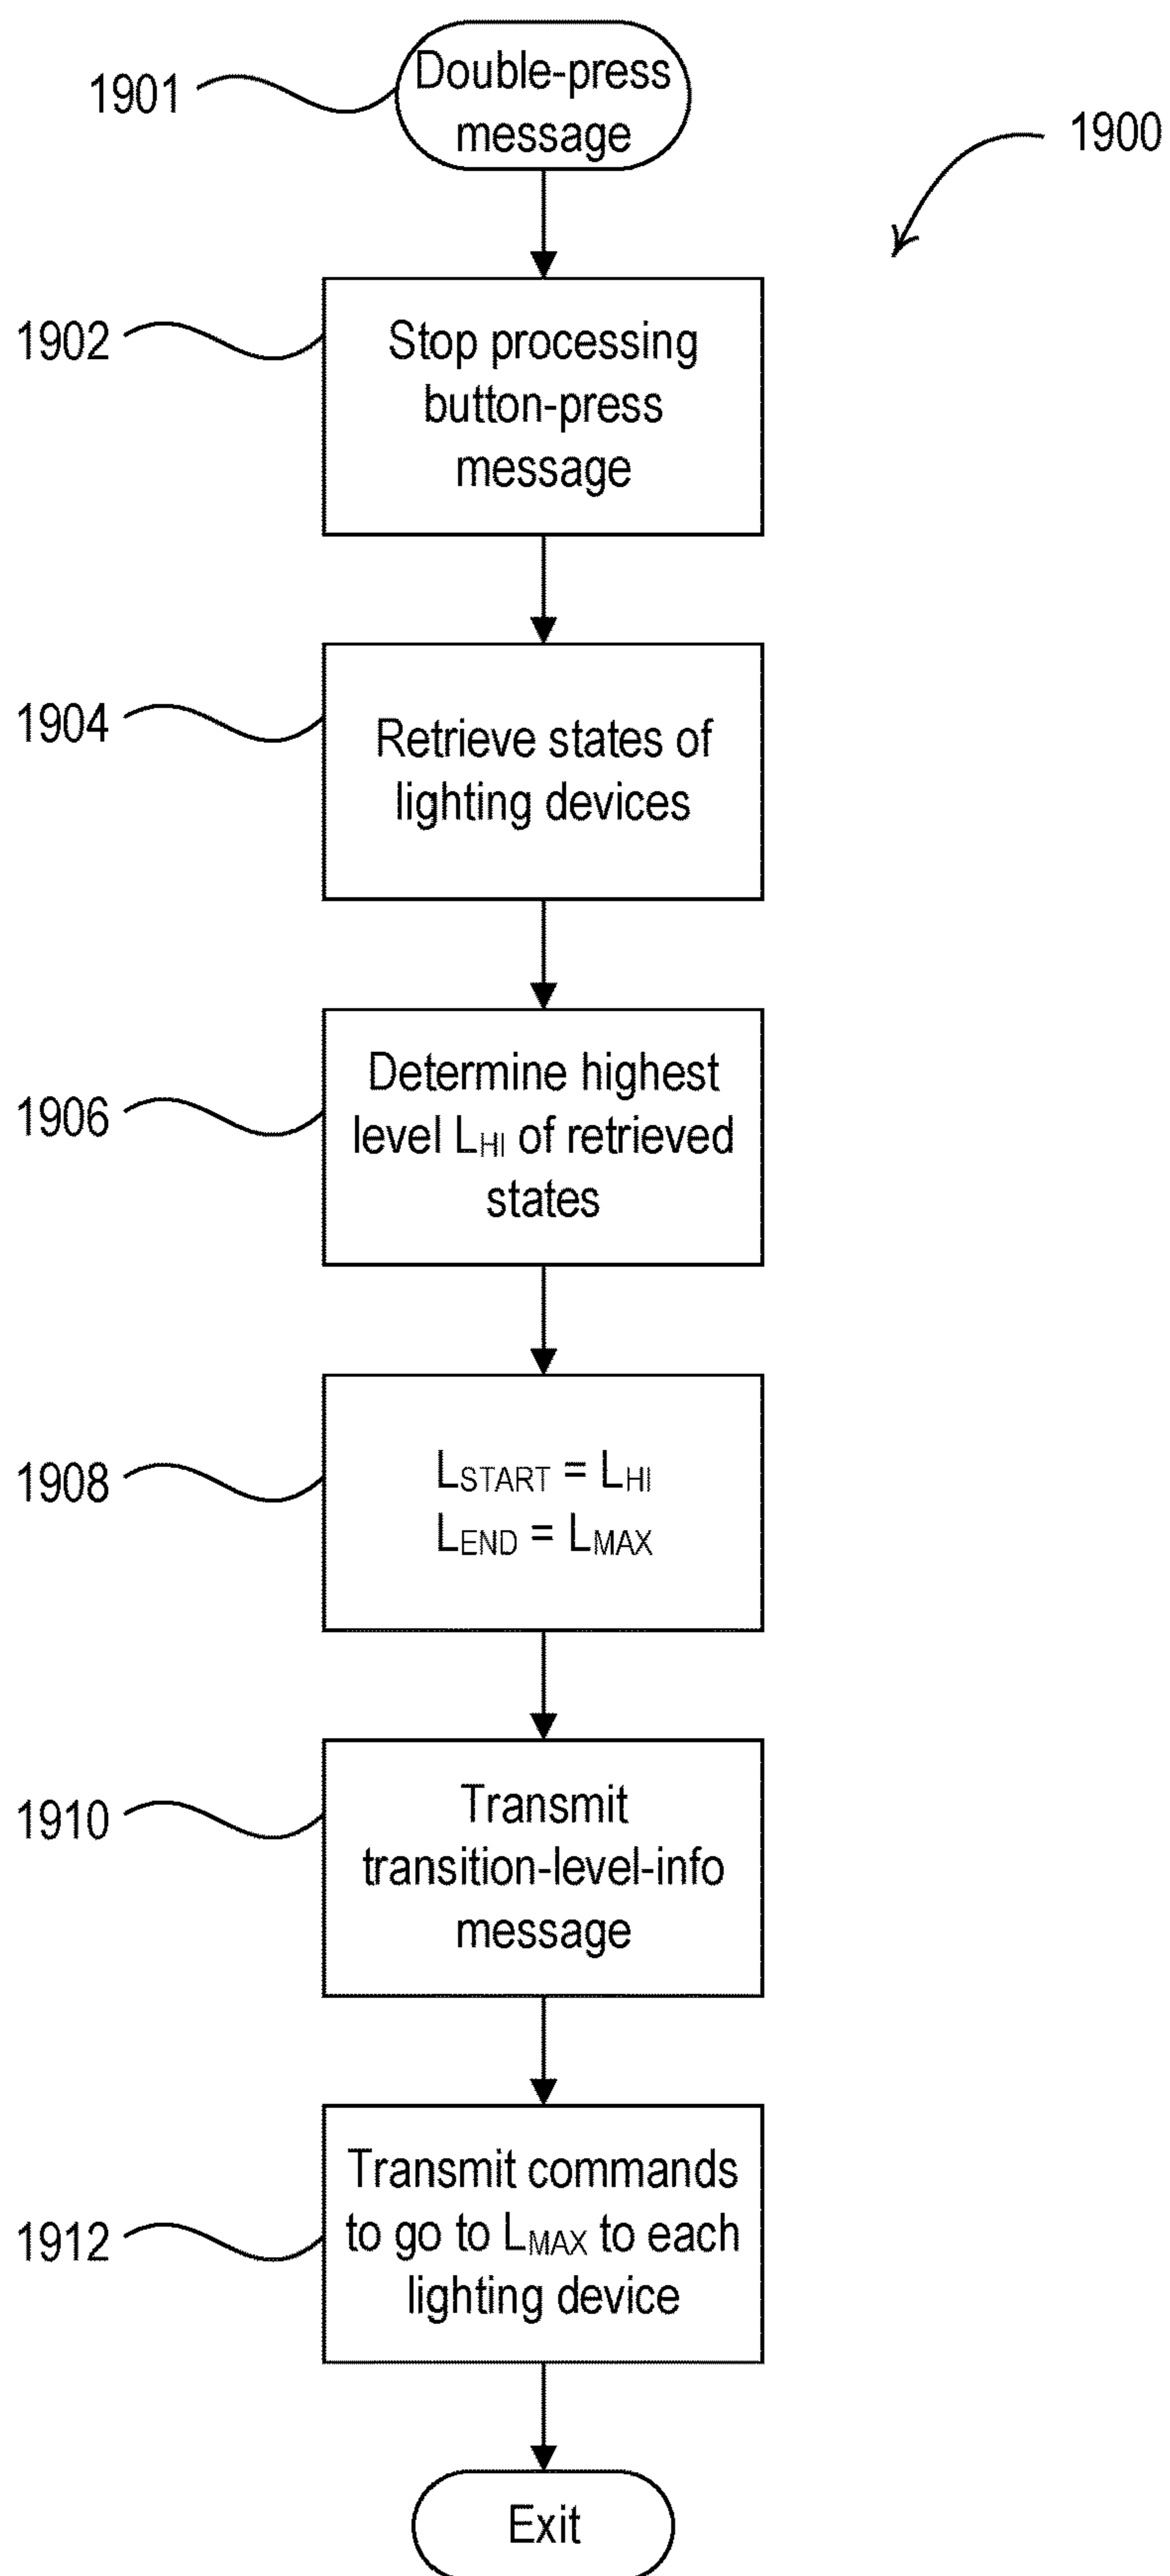 Double-press
message
1901
1900
1902
Stop processing
button-press
message
1904
Retrieve states of
lighting devices
1906
Determine highest
level LHI of retrieved
states
1908
LSTART = LHI
LEND = LMAX
1910
Transmit
transition-level-info
message
1912
Transmit commands
to go to LMAX to each
lighting device
Exit